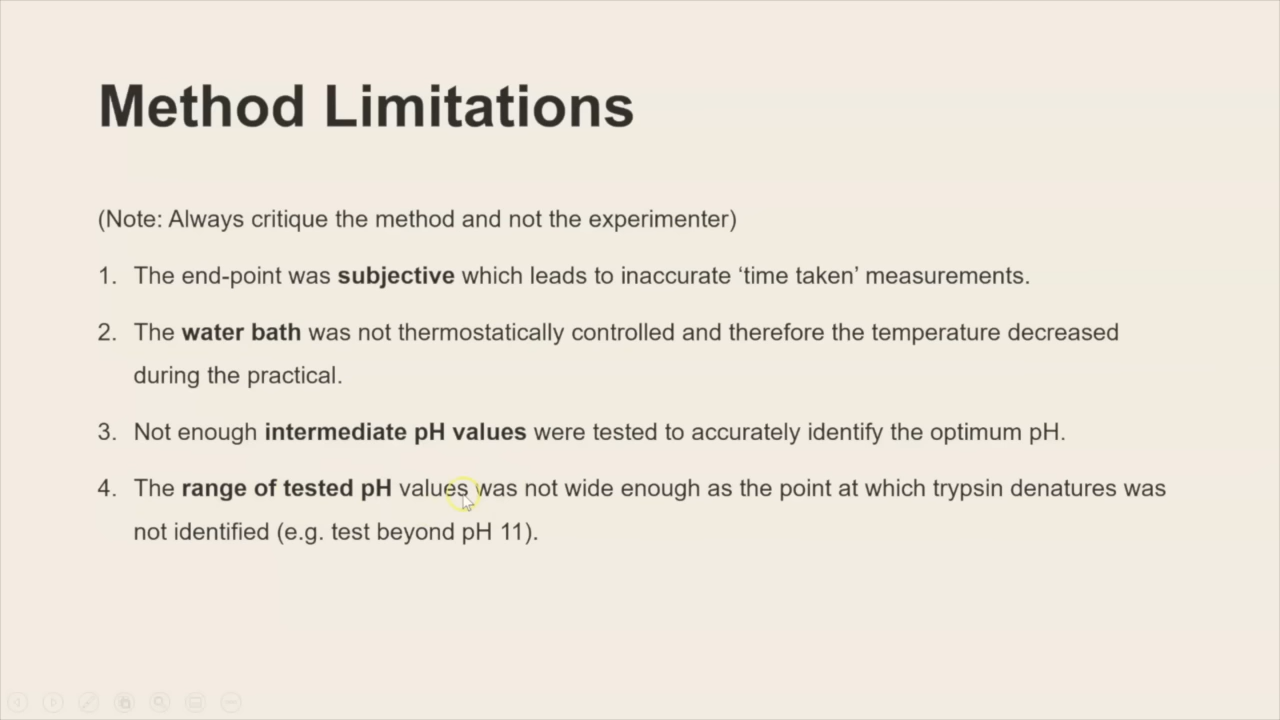 Method Limitations
(Note: Always critique the method and not the experimenter)
1. The end-point was subjective which leads to inaccurate ‘time taken’ measurements.
2. The water bath was not thermostatically controlled and therefore the temperature decreased
during the practical.
3. Not enough intermediate pH values were tested to accurately identify the optimum pH.
4. The range of tested pH values was not wide enough as the point at which trypsin denatures was
not identified (e.g. test beyond pH 11).